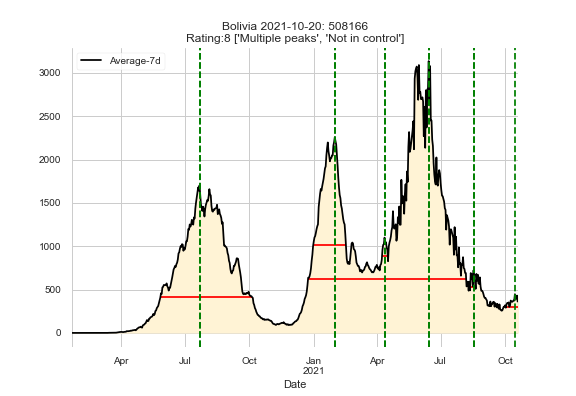 Bolivia 2021-10-20: 508166
Rating:8 ['Multiple peaks', 'Not in control']
Average-7d
3000
2500
2000
1500
1000
500
0
Apr Jul Oct Jan Apr Jul Oct
2021
Date